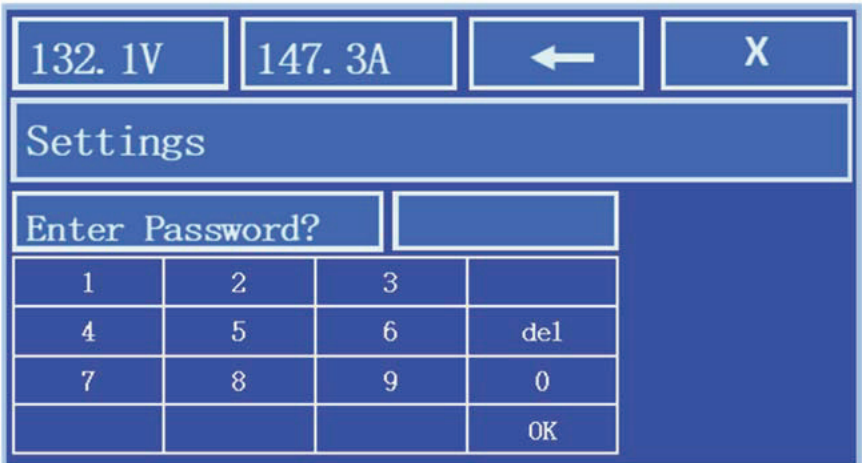 132.1V 147.3A ← X
Settings
Enter Password?
1 2 3
4 5 6 del
7 8 9 0
OK